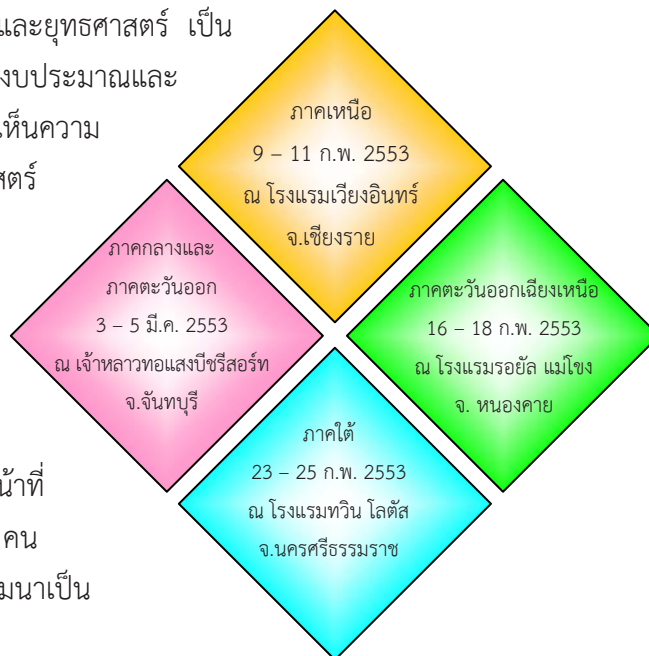 และยุทธศาสตร์ เป็น
งบประมาณและ
เห็นความ
สตร์
ภาคเหนือ
9 – 11 ก.พ. 2553
ณ โรงแรมเวียงอินทร์
จ.เชียงราย
ภาคกลางและ
ภาคตะวันออก
3 – 5 มี.ค. 2553
ณ เจ้าหลาวทอแสงบีชรีสอร์ท
จ.จันทบุรี
ภาคตะวันออกเฉียงเหนือ
16 – 18 ก.พ. 2553
ณ โรงแรมรอยัล แม่โขง
จ. หนองคาย
ภาคใต้
23 – 25 ก.พ. 2553
ณ โรงแรมทวิน โลตัส
จ.นครศรีธรรมราช
น้าที่
คน
มนาเป็น